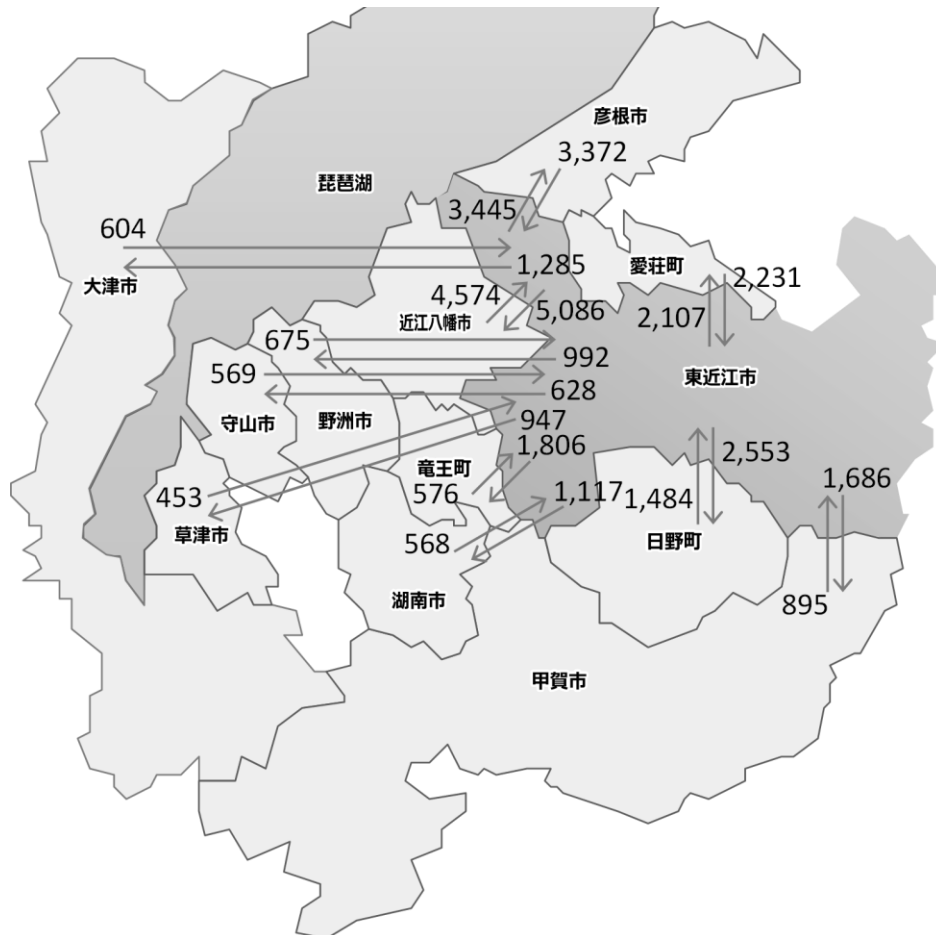 彦根市
3,372
琵琶湖
3,445
604
愛荘町
1,285
2,231
大津市
4,574
5,086
2,107
近江八幡市
675
992
569
東近江市
628
守山市
野洲市
947
1,806
竜王町
2,553
453
576
1,117
1,484
1,686
草津市
568
日野町
湖南市
895
甲賀市